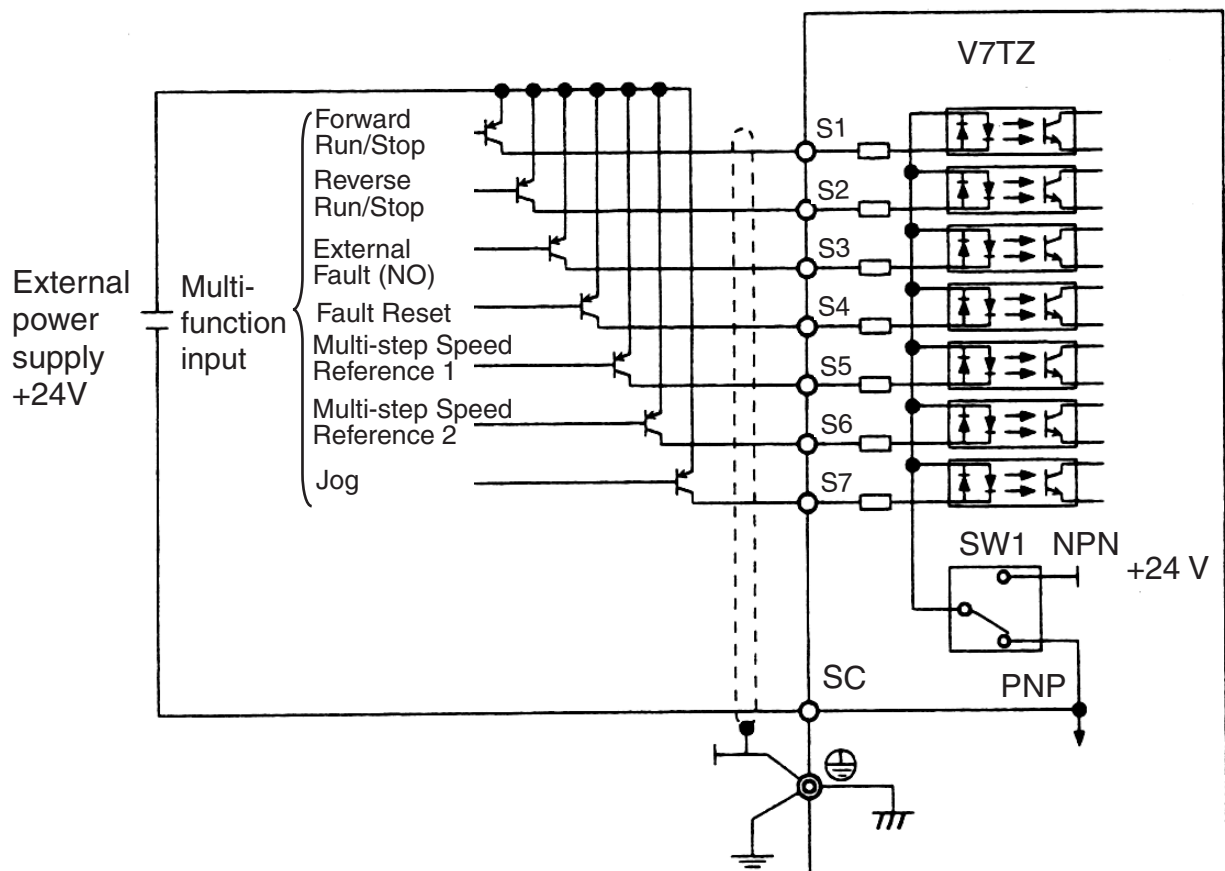 V7TZ
External
power
supply
+24V
Multi-
function
input
Forward
Run/Stop
Reverse
Run/Stop
External
Fault (NO)
Fault Reset
Multi-step Speed
Reference 1
Multi-step Speed
Reference 2
Jog
S1
S2
S3
S4
S5
S6
S7
SW1 NPN
+24 V
PNP
SC